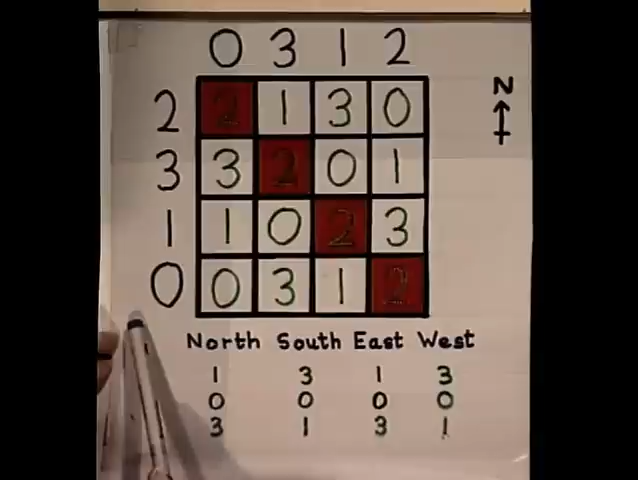 0 3 1 2
N
2 2 1 3 0
3 3 2 0 1
1 1 0 2 3
0 0 3 1 2
North South East West
1 3 1 3
0 0 0 0
3 1 3 1